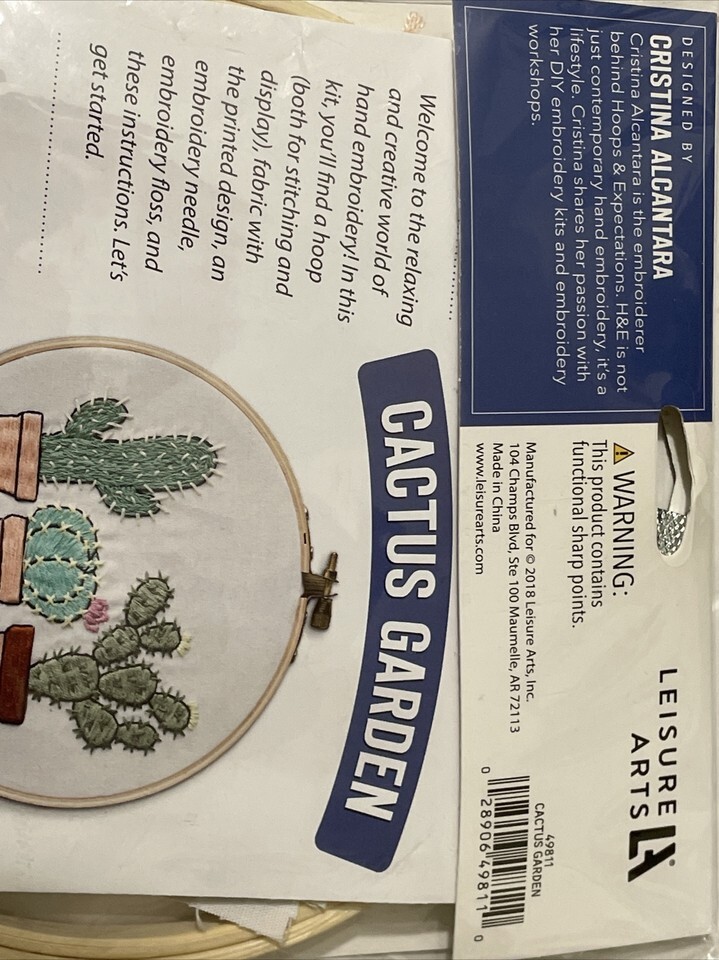 DESIGNED BY
CRISTINA ALCANTARA
Cristina Alcantara is the embroiderer
behind Hoops & Expectations. H&E is not
just contemporary hand embroidery, it's a
lifestyle. Cristina shares her passion with
her DIY embroidery kits and embroidery
workshops.
WARNING:
This product contains
functional sharp points.
Manufactured for © 2018 Leisure Arts, Inc.
104 Champs Blvd, Ste 100 Maumelle, AR 72113
Made in China
www.leisurearts.com
LEISURE
ARTS
LA®
49811
CACTUS GARDEN
0 28906 49811 0
Welcome to the relaxing
and creative world of
hand embroidery! In this
kit, you'll find a hoop
(both for stitching and
display), fabric with
the printed design, an
embroidery needle,
embroidery floss, and
these instructions. Let's
get started.
CACTUS GARDEN